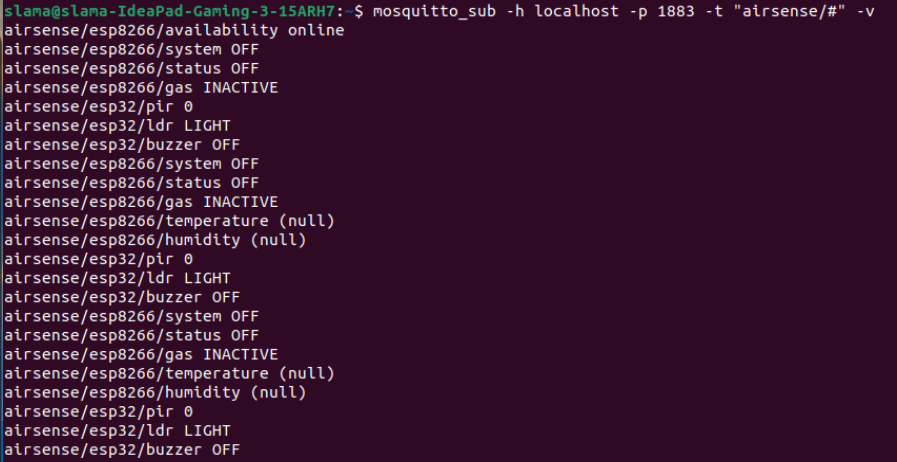 slama@slama-IdeaPad-Gaming-3-15ARH7:~$ mosquitto_sub -h localhost -p 1883 -t "airsense/#" -v
airsense/esp8266/availability online
airsense/esp8266/system OFF
airsense/esp8266/status OFF
airsense/esp8266/gas INACTIVE
airsense/esp32/pir 0
airsense/esp32/ldr LIGHT
airsense/esp32/buzzer OFF
airsense/esp8266/system OFF
airsense/esp8266/status OFF
airsense/esp8266/gas INACTIVE
airsense/esp8266/temperature (null)
airsense/esp8266/humidity (null)
airsense/esp32/pir 0
airsense/esp32/ldr LIGHT
airsense/esp32/buzzer OFF
airsense/esp8266/system OFF
airsense/esp8266/status OFF
airsense/esp8266/gas INACTIVE
airsense/esp8266/temperature (null)
airsense/esp8266/humidity (null)
airsense/esp32/pir 0
airsense/esp32/ldr LIGHT
airsense/esp32/buzzer OFF